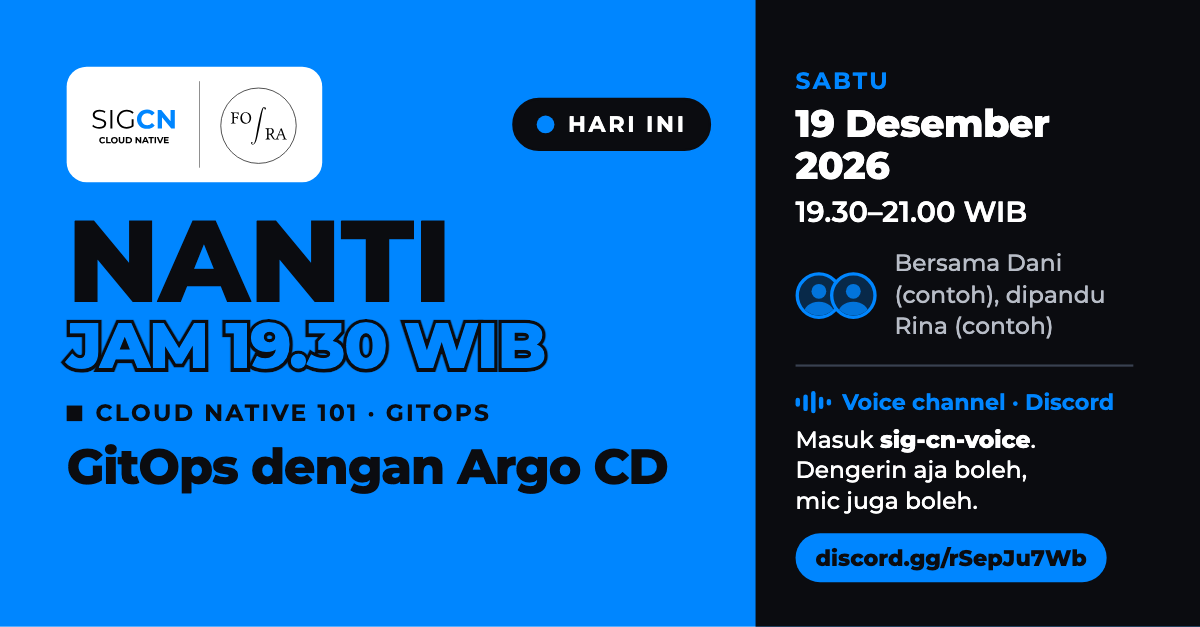 SIGCN
CLOUD NATIVE
FO RA
HARI INI
NANTI
JAM 19.30 WIB
CLOUD NATIVE 101 · GITOPS
GitOps dengan Argo CD
SABTU
19 Desember
2026
19.30–21.00 WIB
Bersama Dani
(contoh), dipandu
Rina (contoh)
Voice channel · Discord
Masuk sig-cn-voice.
Dengerin aja boleh,
mic juga boleh.
discord.gg/rSepJu7Wb